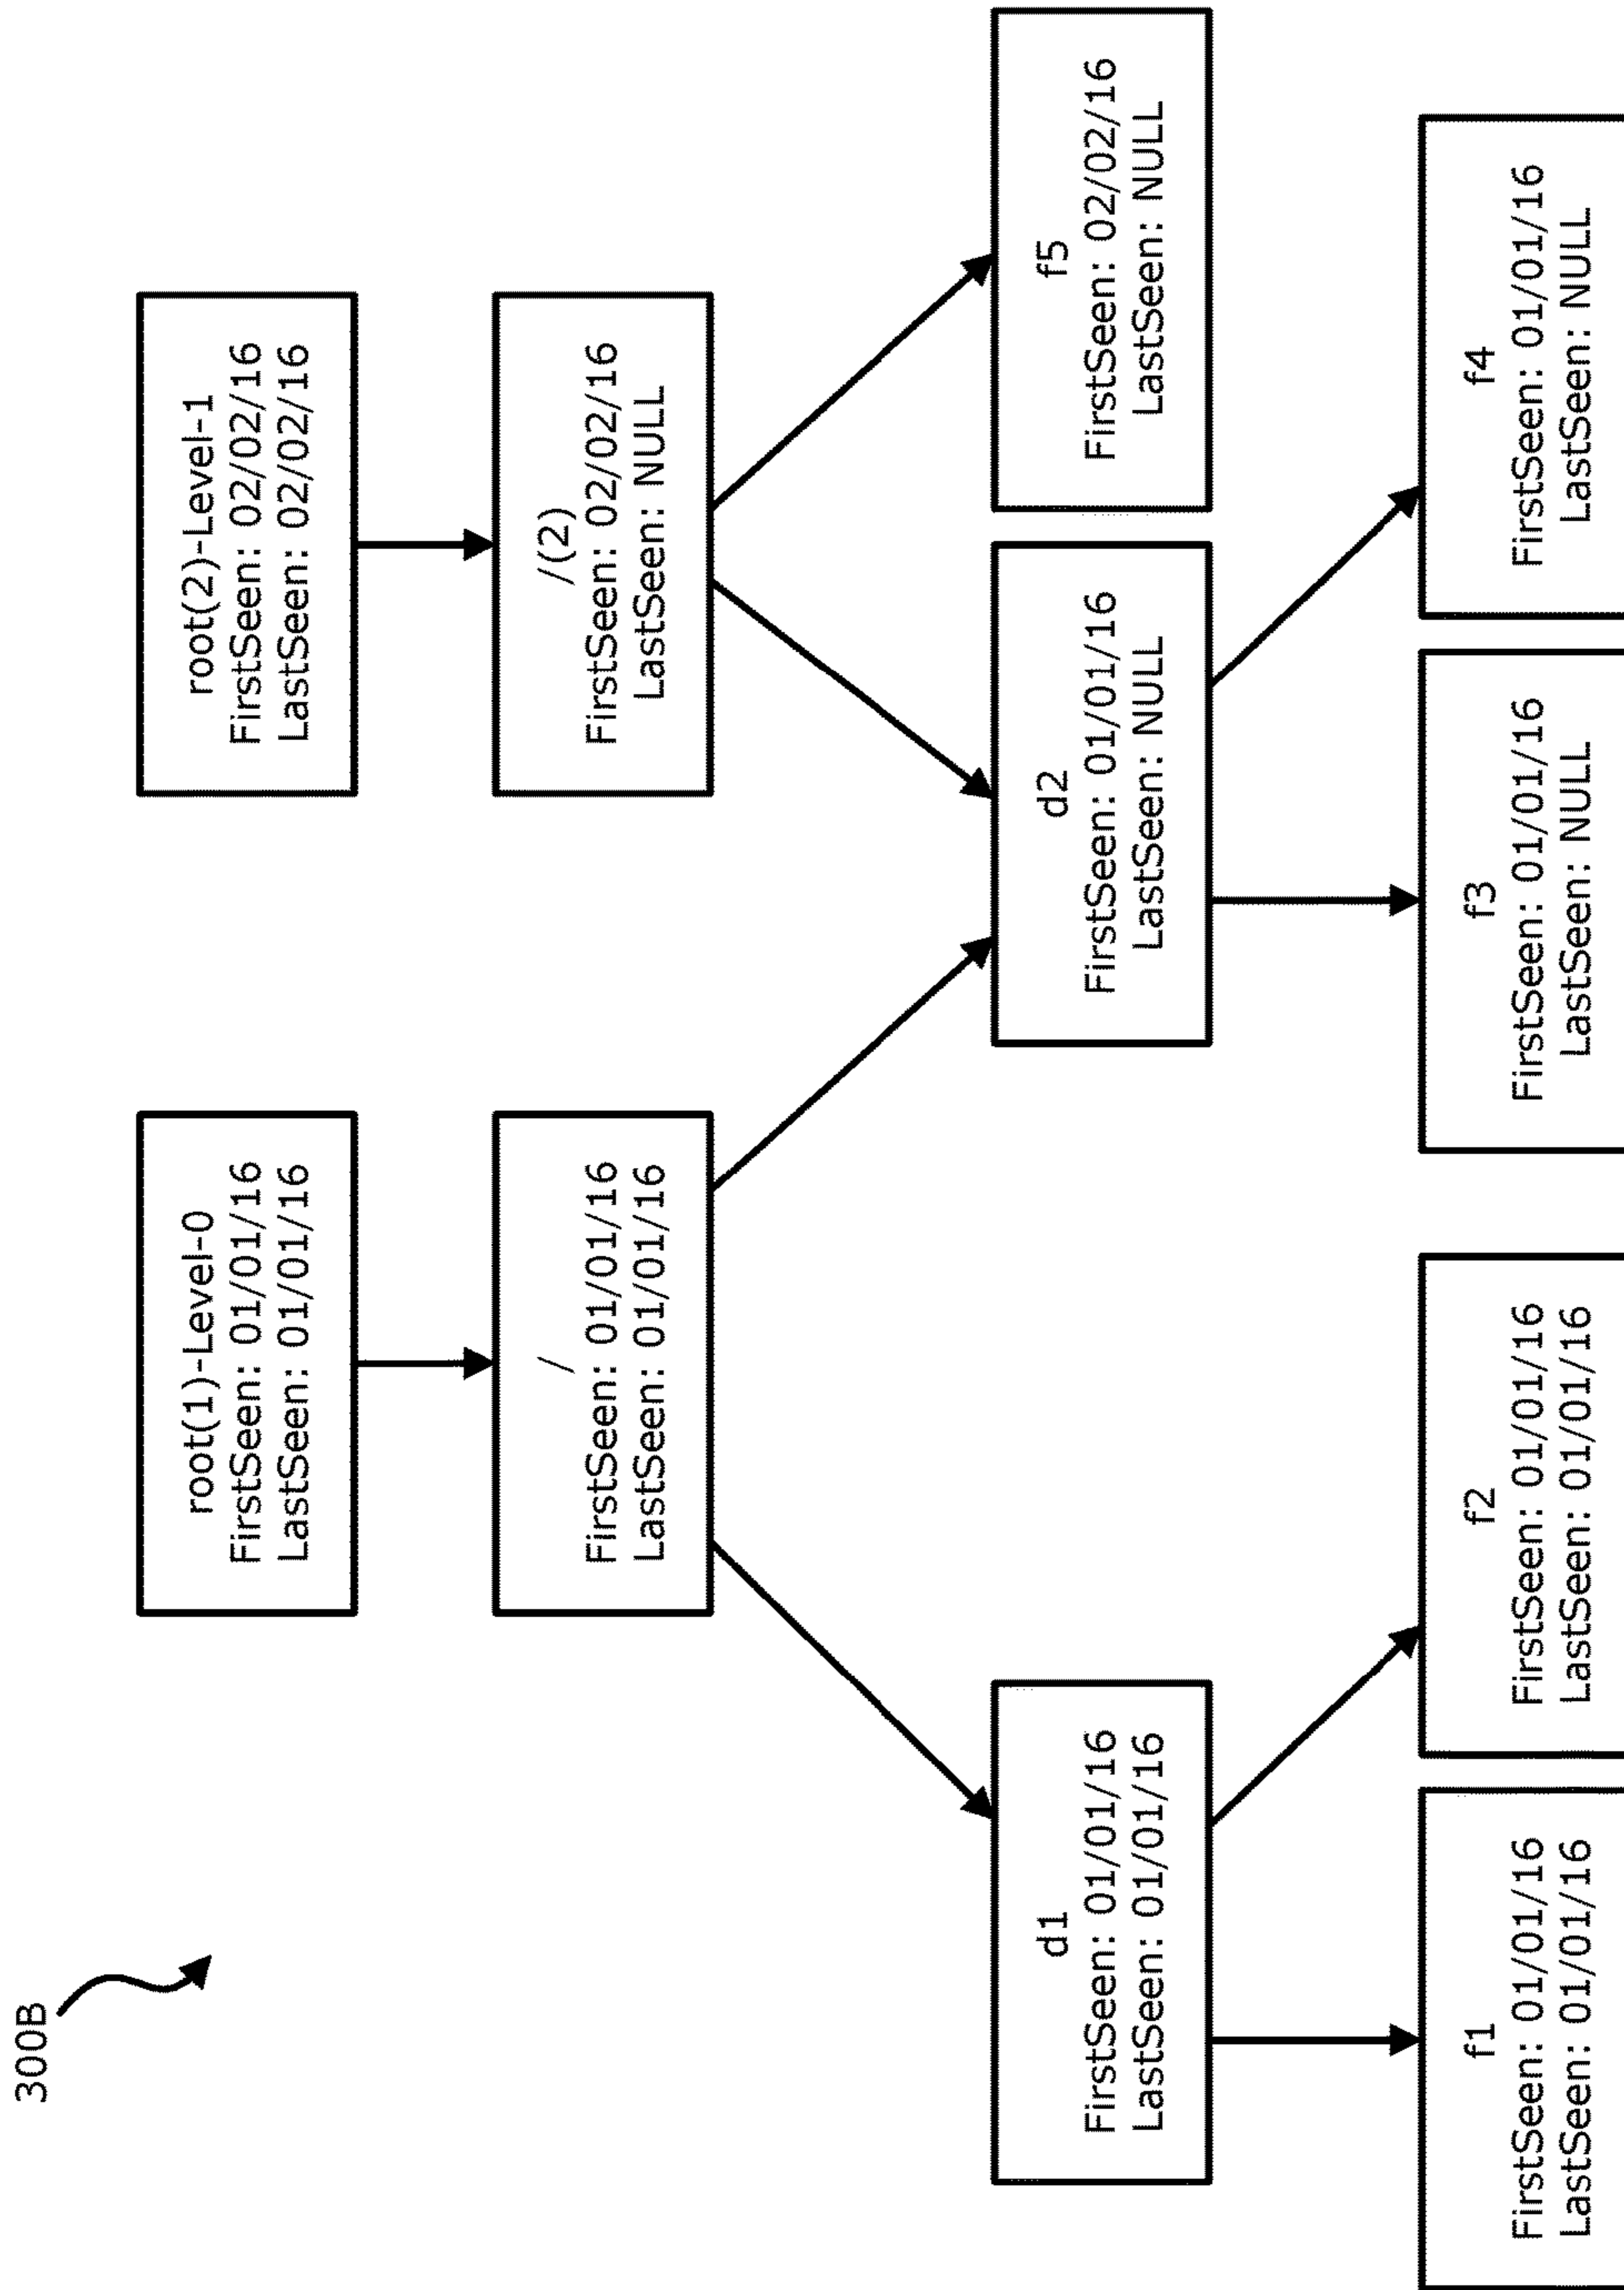 300B
root(1)-Level-0
FirstSeen: 01/01/16
LastSeen: 01/01/16
root(2)-Level-1
FirstSeen: 02/02/16
LastSeen: 02/02/16
/
FirstSeen: 01/01/16
LastSeen: 01/01/16
/(2)
FirstSeen: 02/02/16
LastSeen: NULL
d1
FirstSeen: 01/01/16
LastSeen: 01/01/16
d2
FirstSeen: 01/01/16
LastSeen: NULL
f5
FirstSeen: 02/02/16
LastSeen: NULL
f1
FirstSeen: 01/01/16
LastSeen: 01/01/16
f2
FirstSeen: 01/01/16
LastSeen: 01/01/16
f3
FirstSeen: 01/01/16
LastSeen: NULL
f4
FirstSeen: 01/01/16
LastSeen: NULL